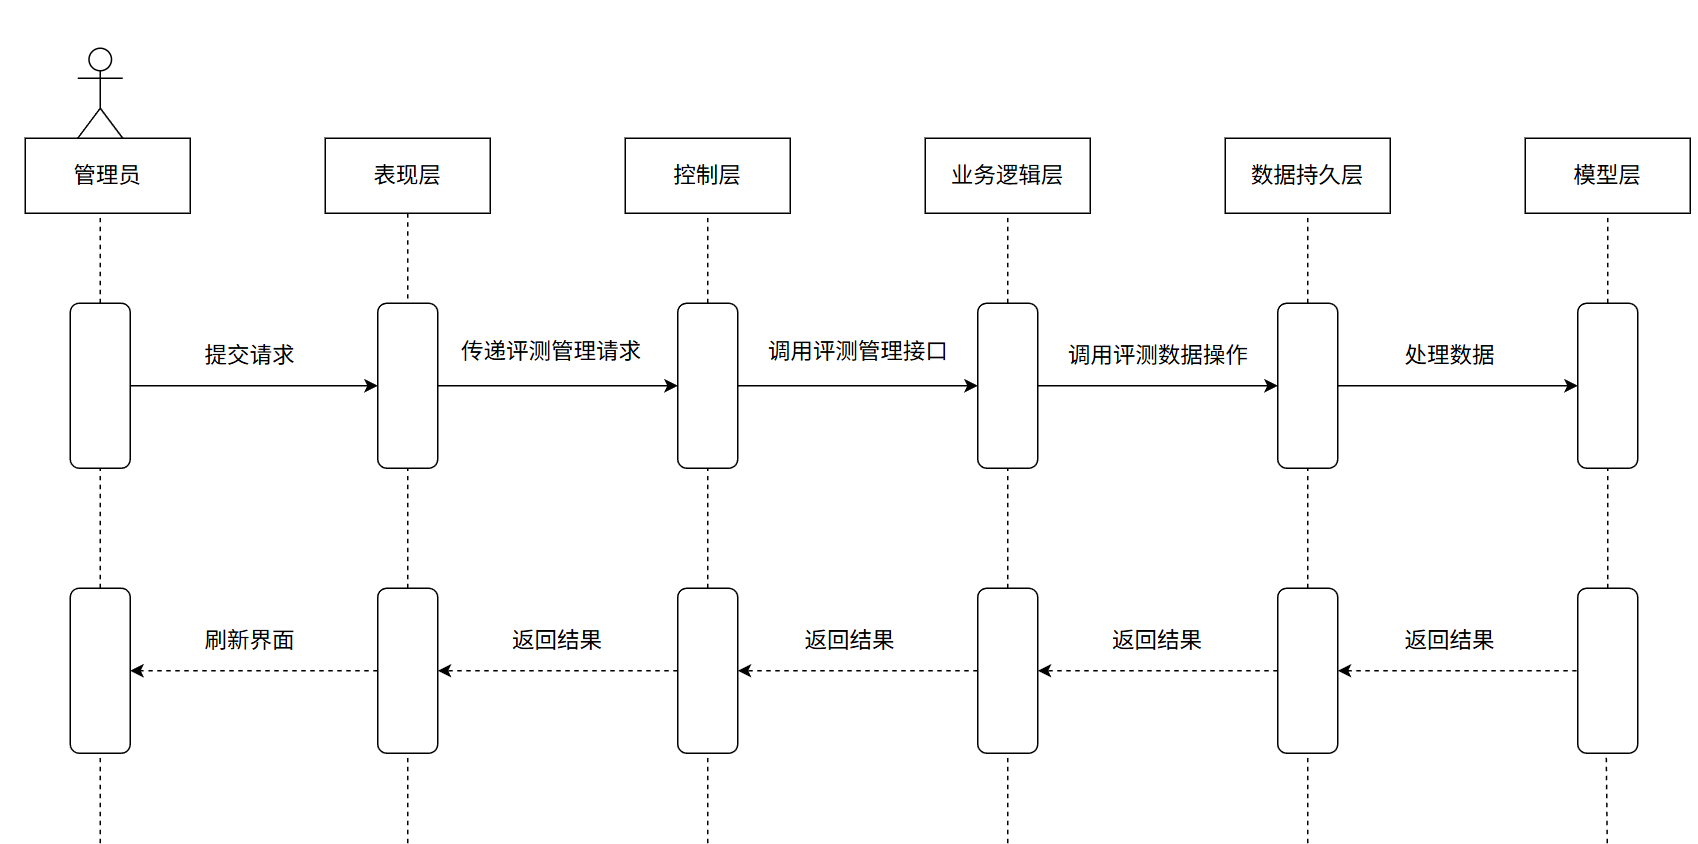 管理员
表现层
控制层
业务逻辑层
数据持久层
模型层
提交请求
传递评测管理请求
调用评测管理接口
调用评测数据操作
处理数据
刷新界面
返回结果
返回结果
返回结果
返回结果